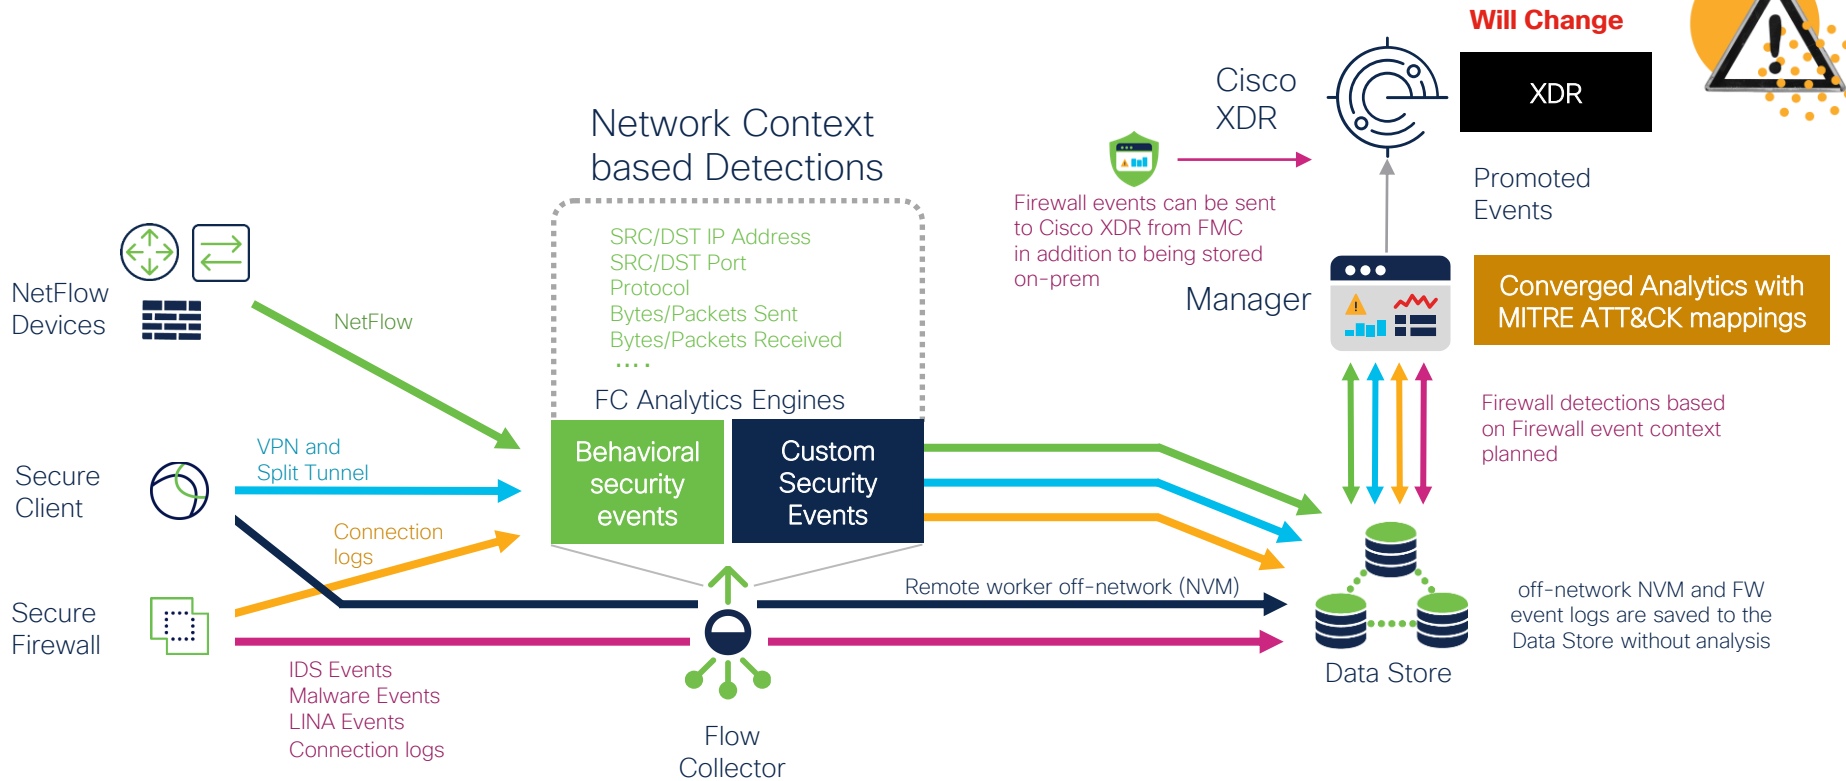 Will Change
Cisco
XDR
XDR
Network Context
based Detections
Promoted
Events
Firewall events can be sent
to Cisco XDR from FMC
in addition to being stored
on-prem
SRC/DST IP Address
SRC/DST Port
Protocol
Bytes/Packets Sent
Bytes/Packets Received
....
NetFlow
Devices
NetFlow
Manager
Converged Analytics with
MITRE ATT&CK mappings
FC Analytics Engines
Behavioral
security
events
Custom
Security
Events
Firewall detections based
on Firewall event context
planned
VPN and
Split Tunnel
Secure
Client
Connection
logs
Remote worker off-network (NVM)
off-network NVM and FW
event logs are saved to the
Data Store without analysis
Secure
Firewall
Data Store
IDS Events
Malware Events
LINA Events
Connection logs
Flow
Collector